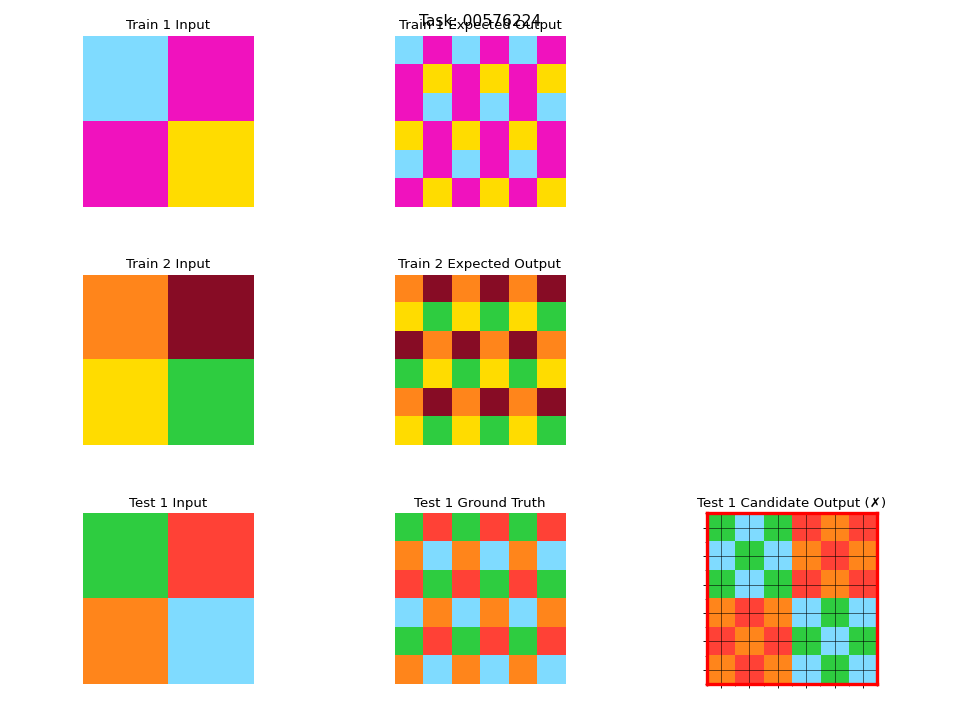 Task: 00576224
Train 1 Input
Train 1 Expected Output
Train 2 Input
Train 2 Expected Output
Test 1 Input
Test 1 Ground Truth
Test 1 Candidate Output (✗)